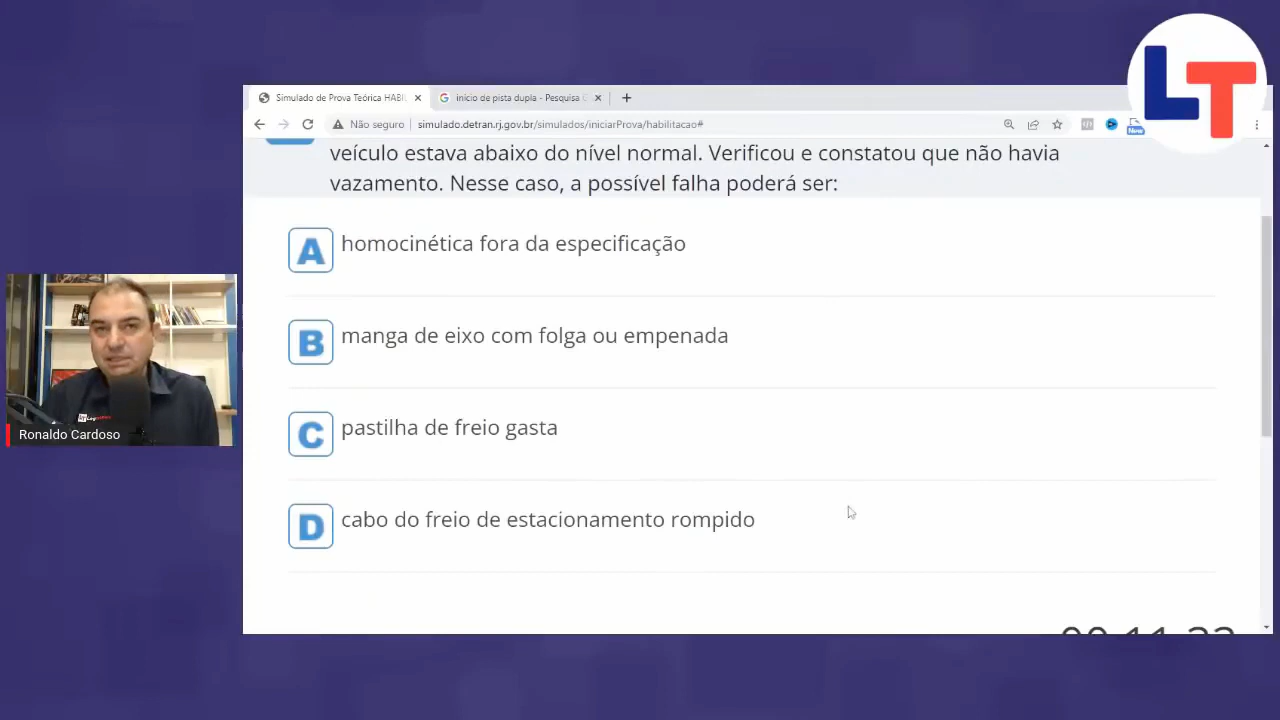 LT
Simulado de Prova Teórica HABI
início de pista dupla - Pesquisa
Não seguro
simulado.detran.rj.gov.br/simulados/iniciarProva/habilitacao#
New
veículo estava abaixo do nível normal. Verificou e constatou que não havia
vazamento. Nesse caso, a possível falha poderá ser:
A homocinética fora da especificação
B manga de eixo com folga ou empenada
C pastilha de freio gasta
D cabo do freio de estacionamento rompido
Ronaldo Cardoso